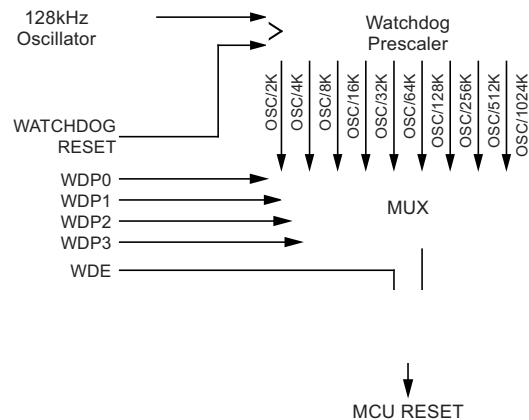 128kHz
Oscillator
Watchdog
Prescaler
OSC/2K
OSC/4K
OSC/8K
OSC/16K
OSC/32K
OSC/64K
OSC/128K
OSC/256K
OSC/512K
OSC/1024K
WATCHDOG
RESET
WDP0
WDP1
WDP2
WDP3
MUX
WDE
MCU RESET